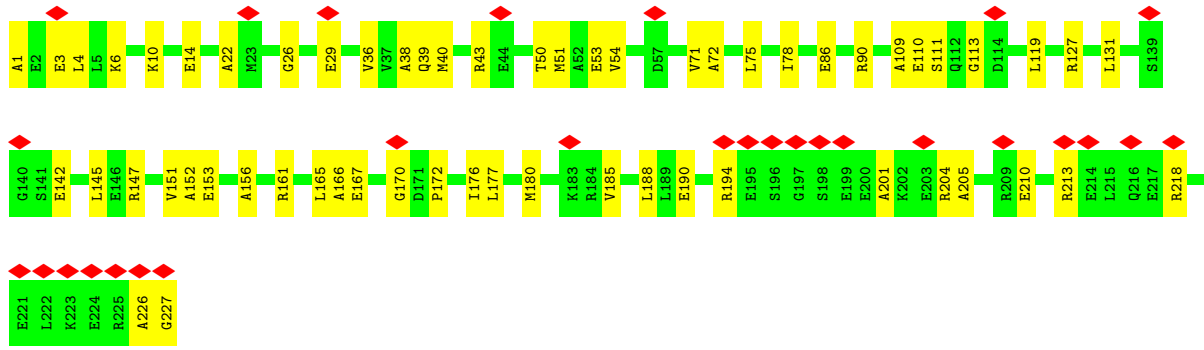 A1 E2 E3 L4 L5 K6 K10 E14 A22 M23 G26 E29 V36 V37 A38 Q39 M40 R43 E44 T50 M51 A52 E53 V54 D57 V71 A72 L75 I78 E86 R90 A109 E110 S111 Q112 G113 D114 L119 R127 L131 S139
G140 S141 E142 L145 E146 R147 V151 A152 E153 A156 R161 L165 A166 E167 G170 D171 P172 I176 L177 M180 K183 R184 V185 L188 L189 E190 R194 E195 S196 G197 S198 E199 E200 A201 K202 E203 R204 A205 R209 E210 R213 E214 L215 Q216 E217 R218
E221 L222 K223 E224 R225 A226 G227